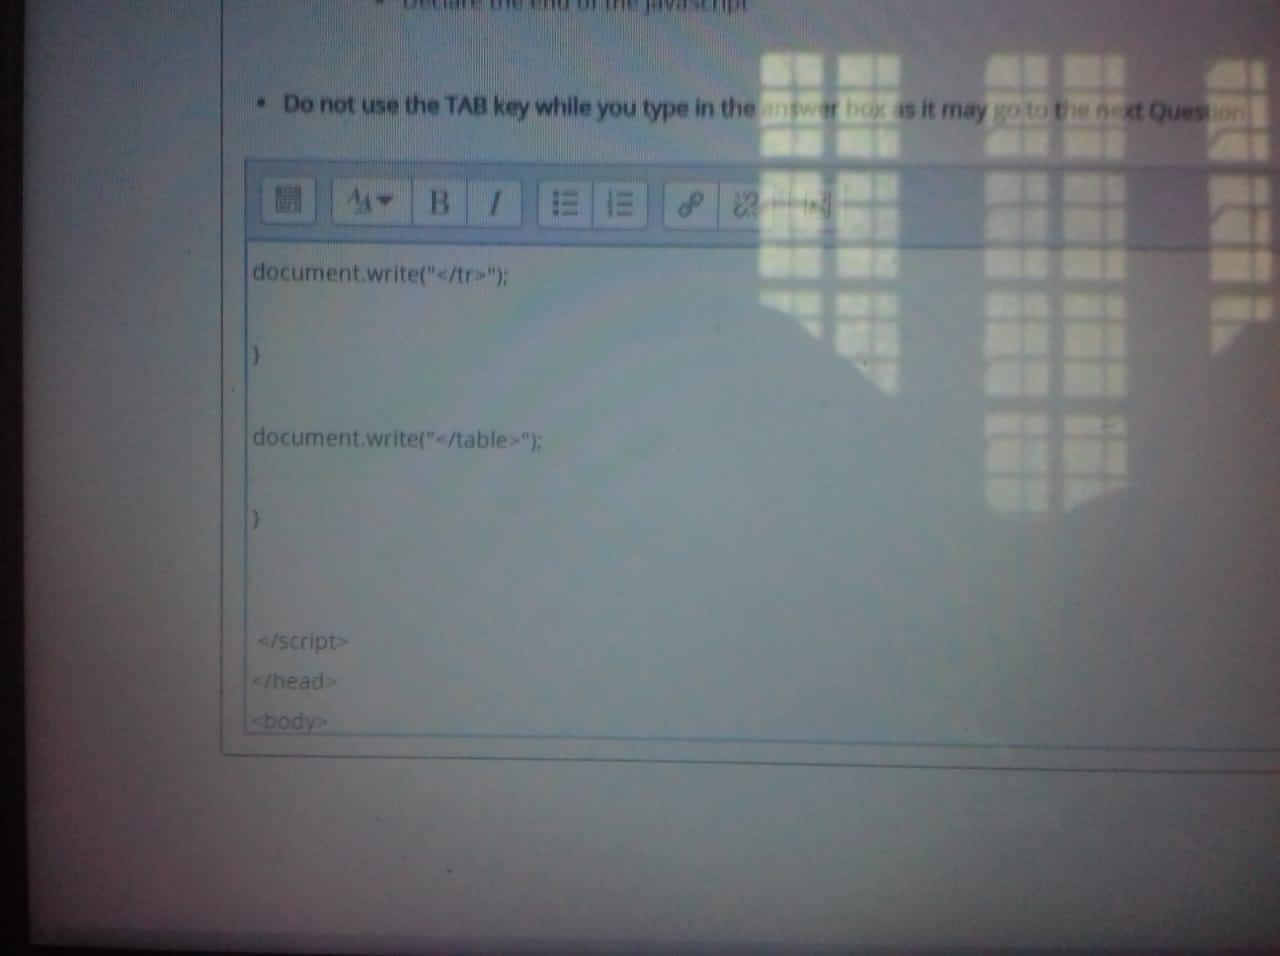 Declare the end of the javascript
Do not use the TAB key while you type in the answer box as it may go to the next Question
B I
document.write("</tr>");
}
document.write("</table>");
}
</script>
</head>
<body>